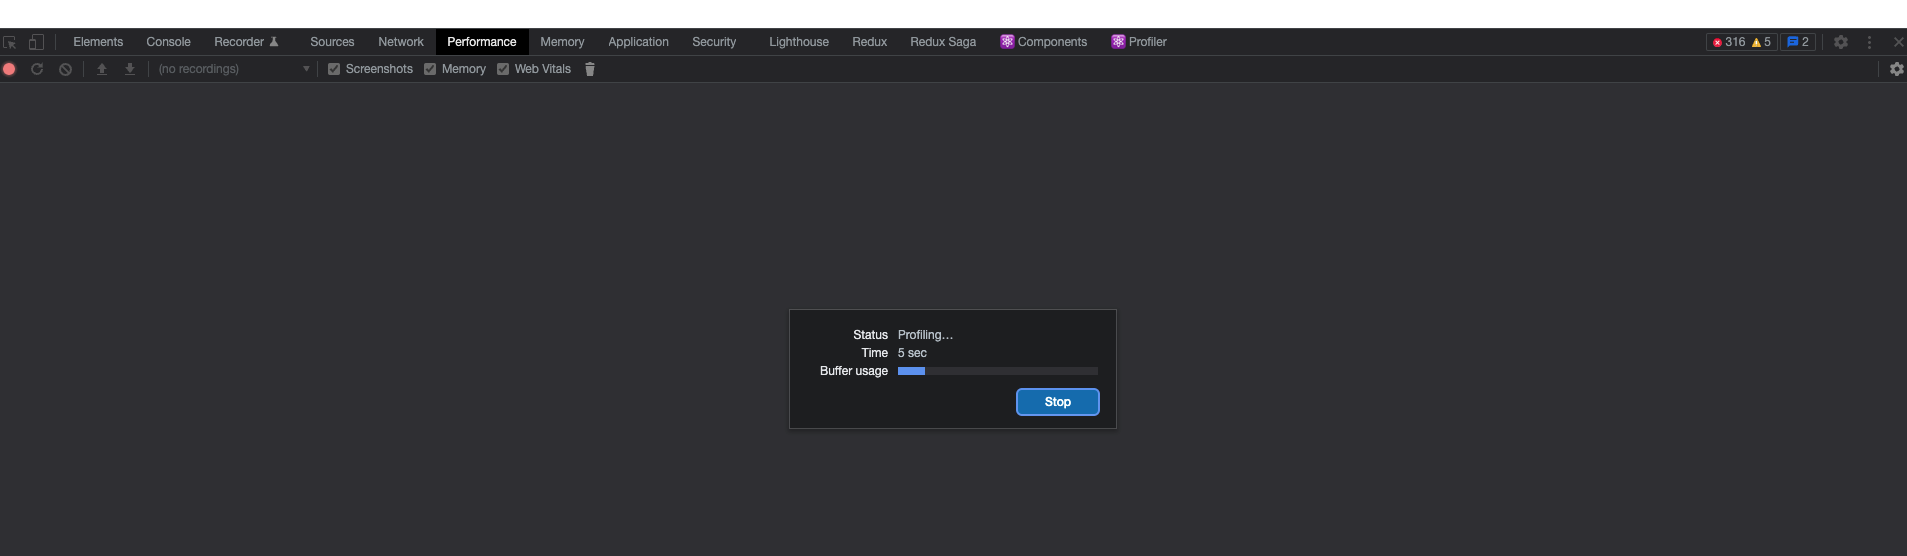 Elements Console Recorder Sources Network Performance Memory Application Security Lighthouse Redux Redux Saga Components Profiler 316 5 2
(no recordings) Screenshots Memory Web Vitals
Status Profiling…
Time 5 sec
Buffer usage
Stop